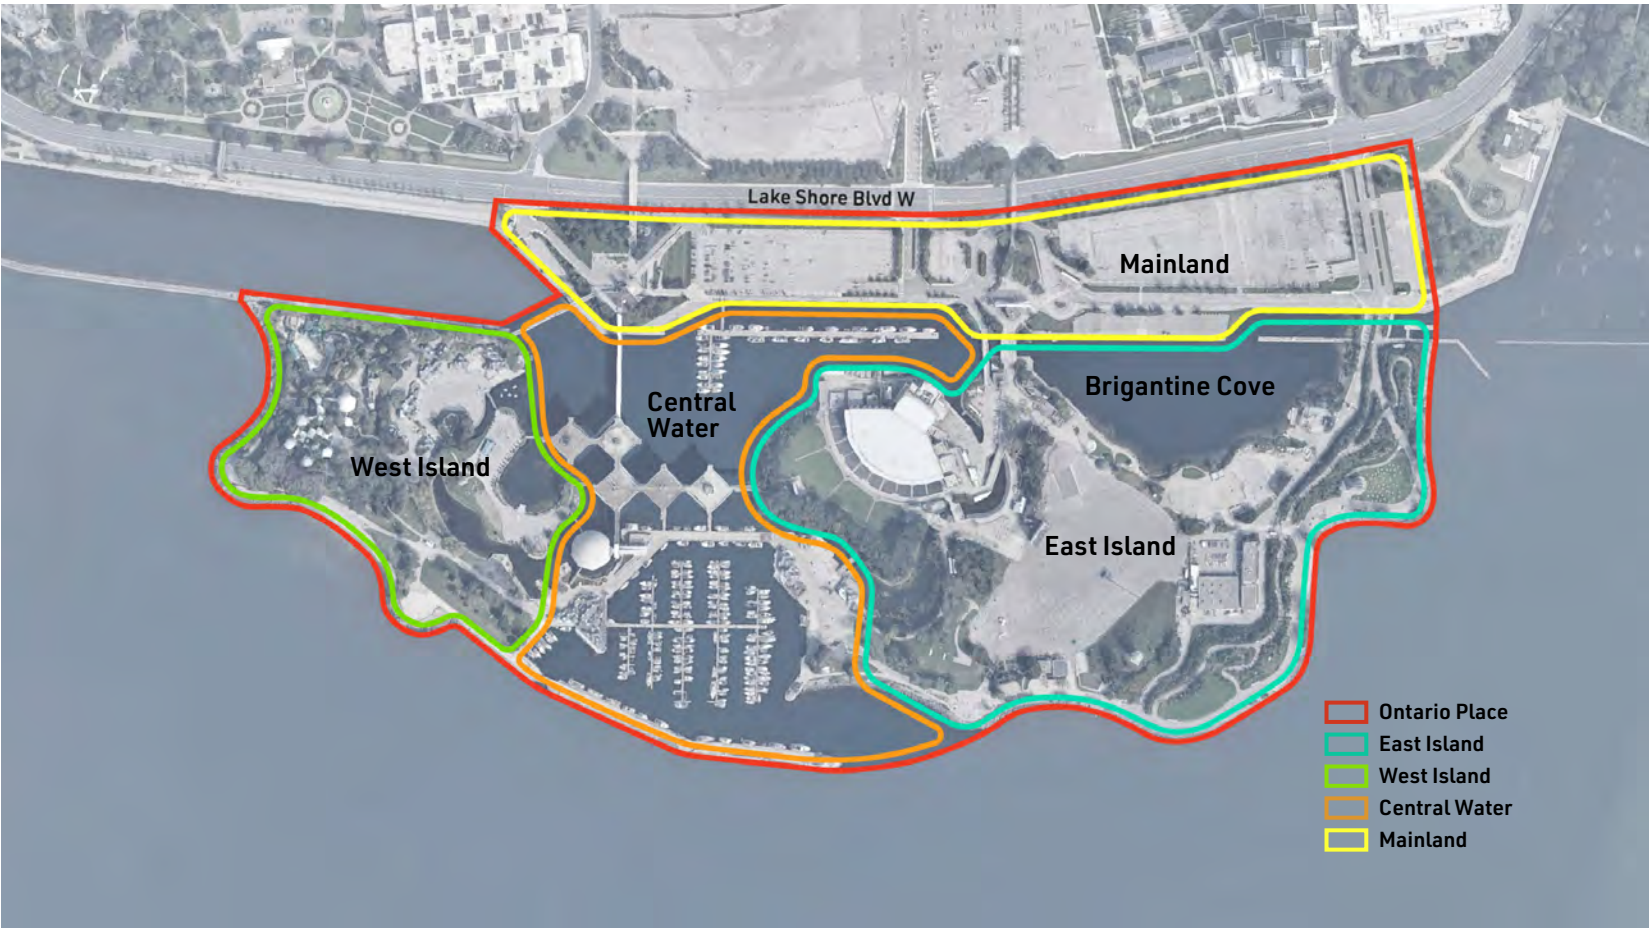 Lake Shore Blvd W
Mainland
Brigantine Cove
Central
Water
West Island
East Island
Ontario Place
East Island
West Island
Central Water
Mainland